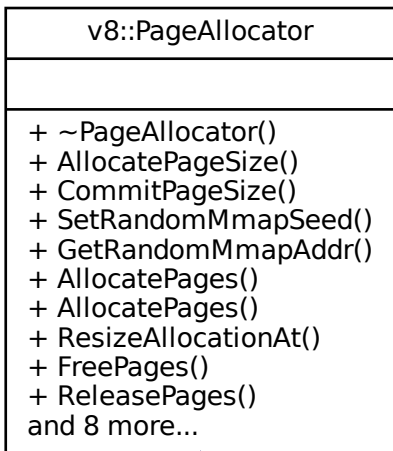 v8::PageAllocator
+ ~PageAllocator()
+ AllocatePageSize()
+ CommitPageSize()
+ SetRandomMmapSeed()
+ GetRandomMmapAddr()
+ AllocatePages()
+ AllocatePages()
+ ResizeAllocationAt()
+ FreePages()
+ ReleasePages()
and 8 more...